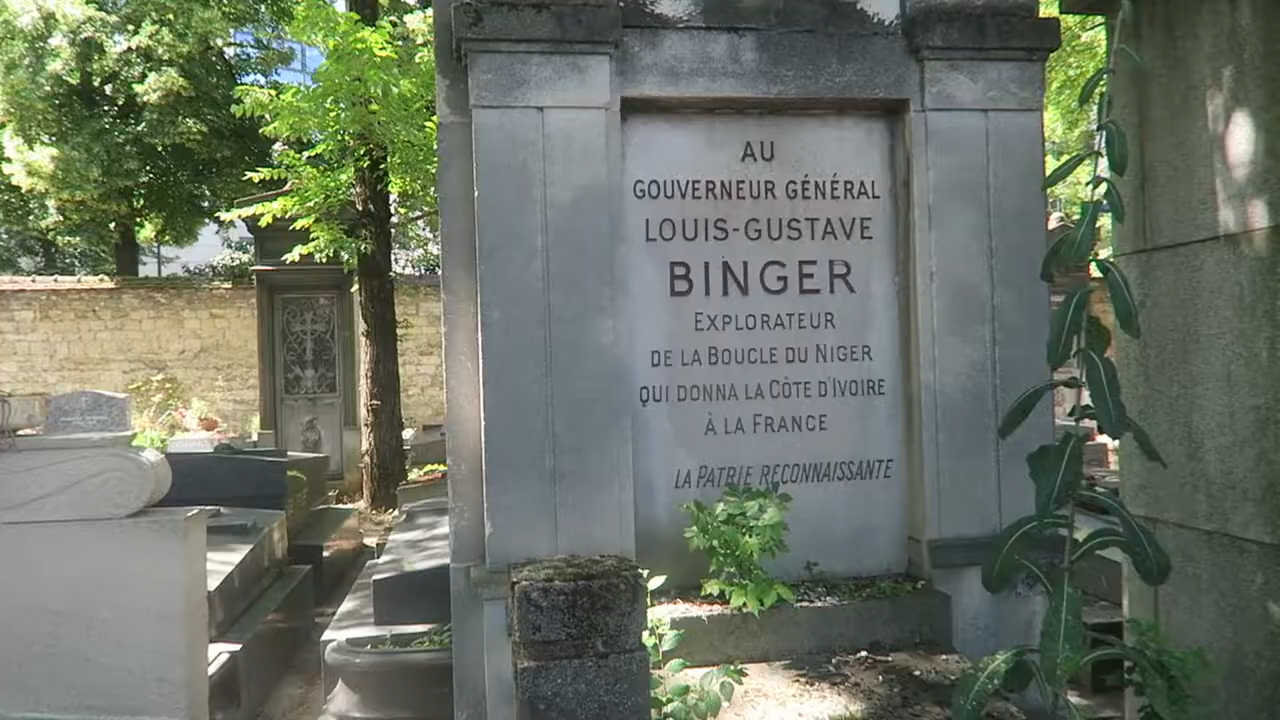 AU
GOUVERNEUR GÉNÉRAL
LOUIS-GUSTAVE
BINGER
EXPLORATEUR
DE LA BOUCLE DU NIGER
QUI DONNA LA CÔTE D'IVOIRE
À LA FRANCE
LA PATRIE RECONNAISSANTE